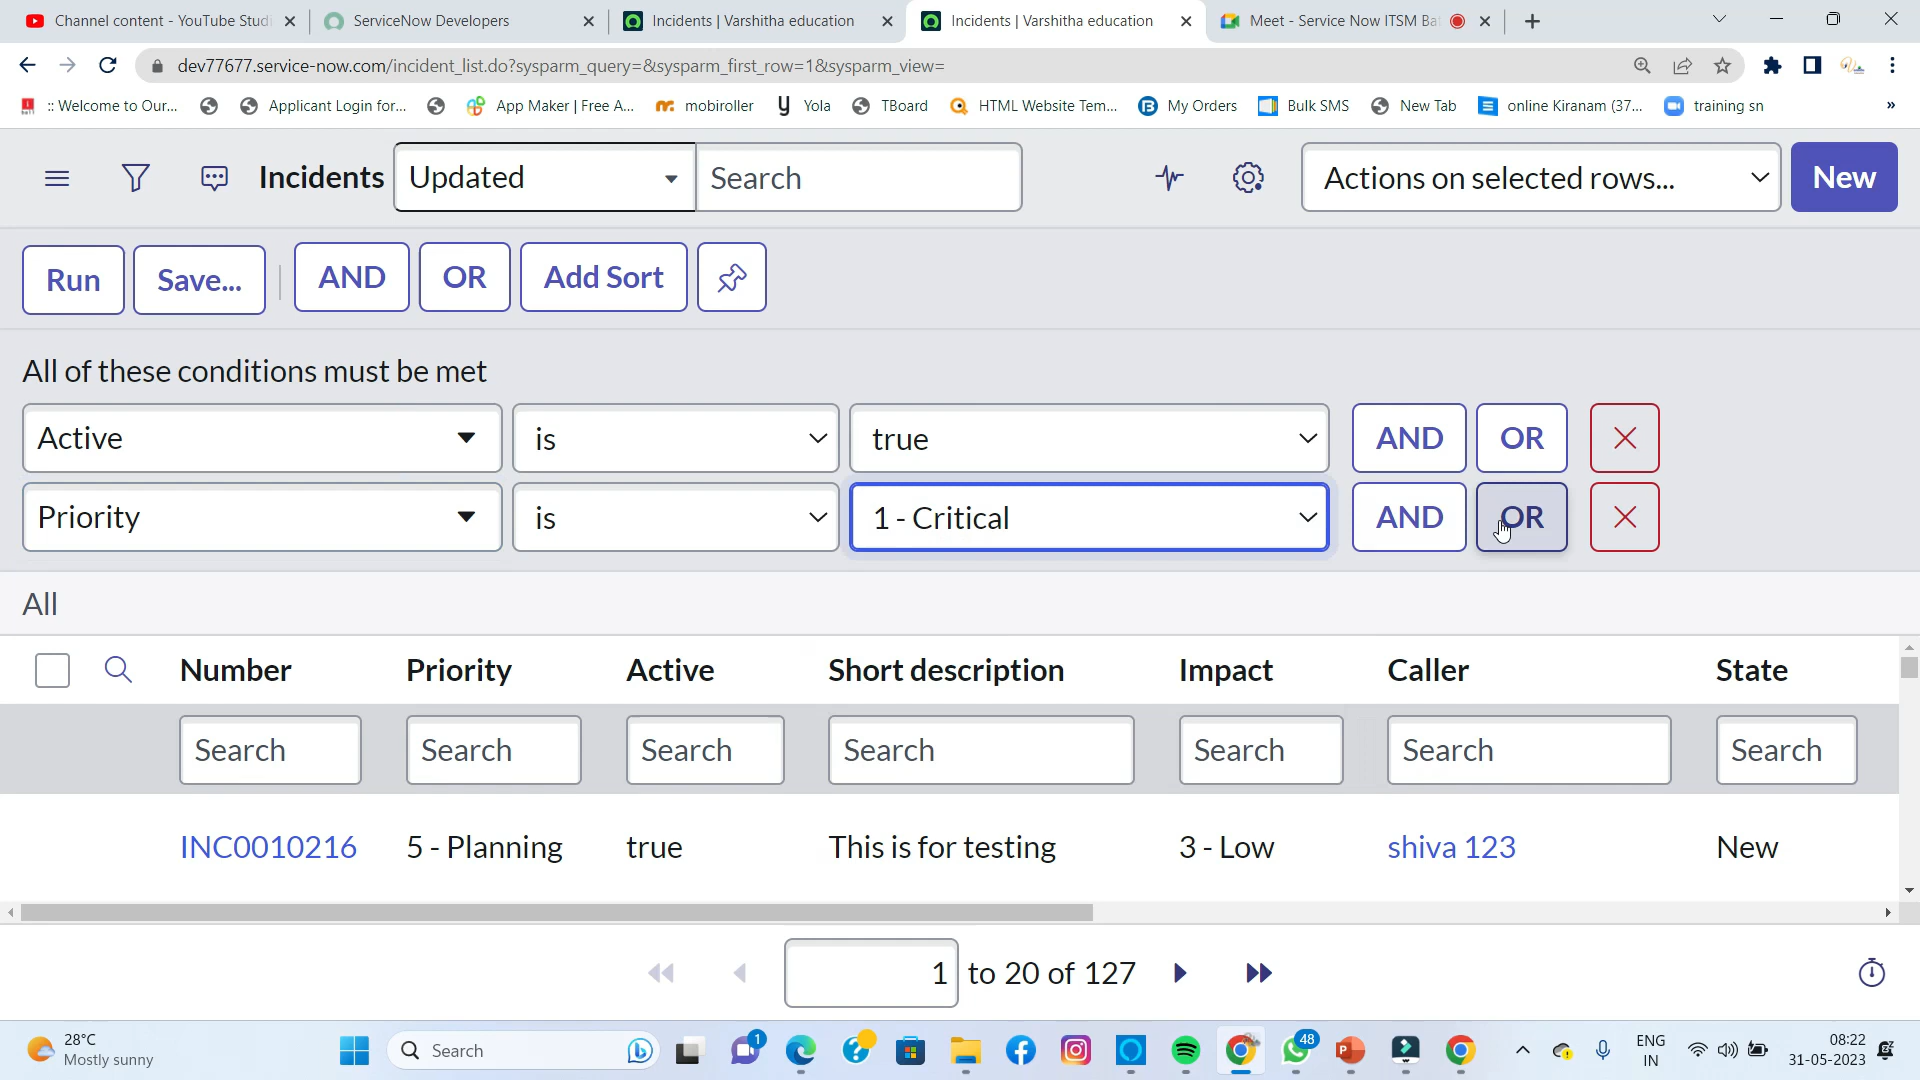 Channel content - YouTube Studi
ServiceNow Developers
Incidents | Varshitha education
Incidents | Varshitha education
Meet - Service Now ITSM Ba
dev77677.service-now.com/incident_list.do?sysparm_query=&sysparm_first_row=1&sysparm_view=
:: Welcome to Our...
Applicant Login for...
App Maker | Free A...
mobiroller
Yola
TBoard
HTML Website Tem...
My Orders
Bulk SMS
New Tab
online Kiranam (37...
training sn
»
Incidents
Updated
Search
Actions on selected rows...
New
Run
Save...
AND
OR
Add Sort
All of these conditions must be met
Active
is
true
AND
OR
Priority
is
1 - Critical
AND
OR
All
Number
Priority
Active
Short description
Impact
Caller
State
Search
Search
Search
Search
Search
Search
Search
INC0010216
5 - Planning
true
This is for testing
3 - Low
shiva 123
New
1 to 20 of 127
28°C
Mostly sunny
Search
1
48
ENG
IN
08:22
31-05-2023